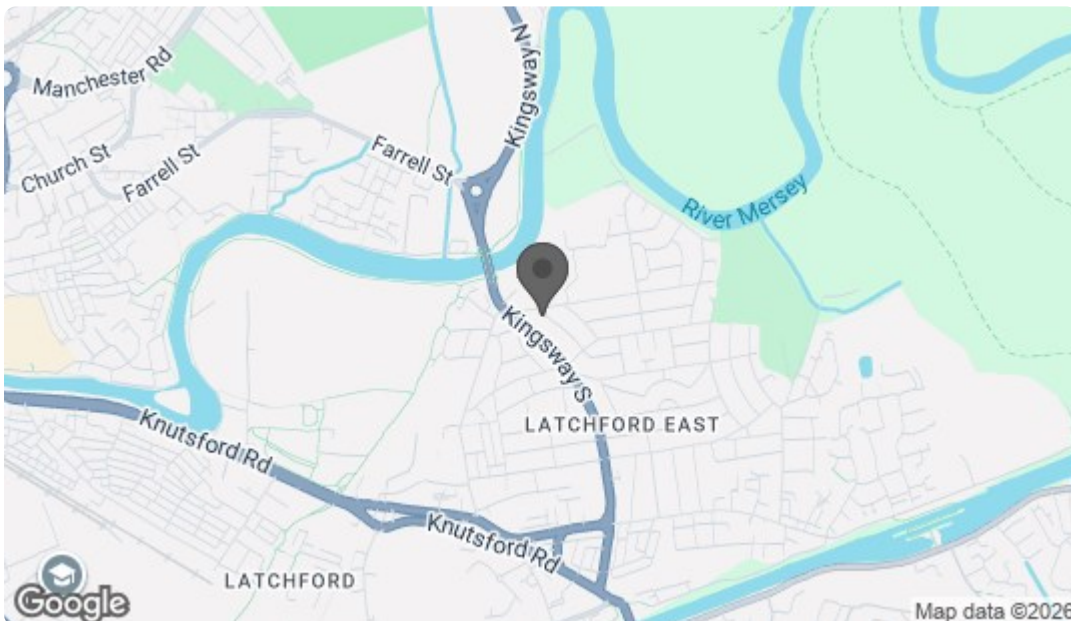 Manchester Rd
Kingsway N
Church St
Farrell St
Farrell St
River Mersey
Kingsway S
LATCHFORD EAST
Knutsford Rd
Knutsford Rd
LATCHFORD
Google
Map data ©2026